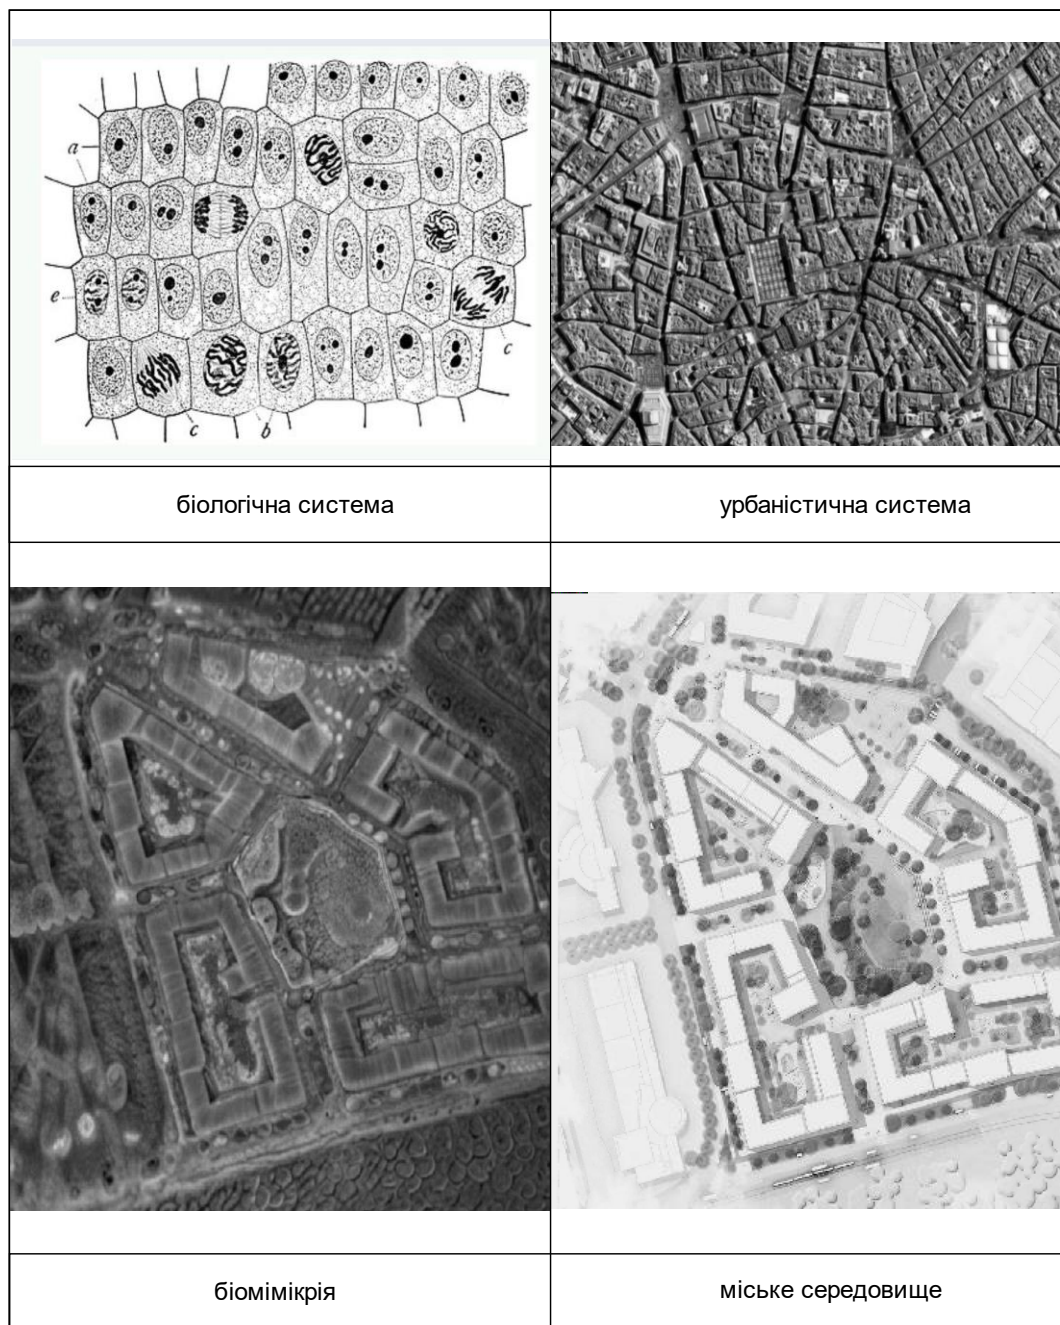 a
e
c
c
b
біологічна система
урбаністична система
біомімікрія
міське середовище